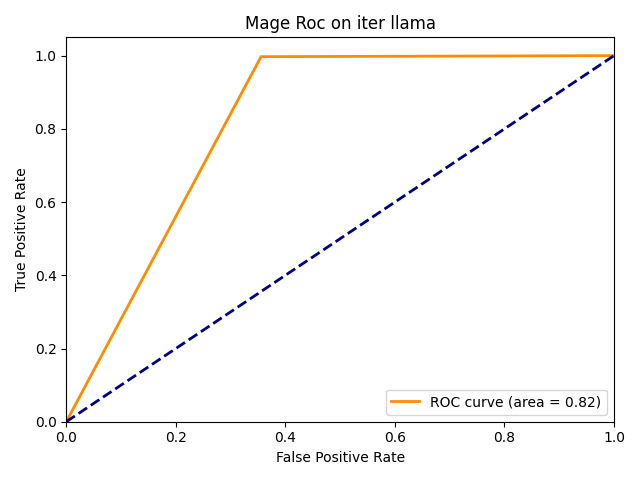 Mage Roc on iter llama
True Positive Rate
1.0
0.8
0.6
0.4
0.2
0.0
0.0 0.2 0.4 0.6 0.8 1.0
False Positive Rate
ROC curve (area = 0.82)